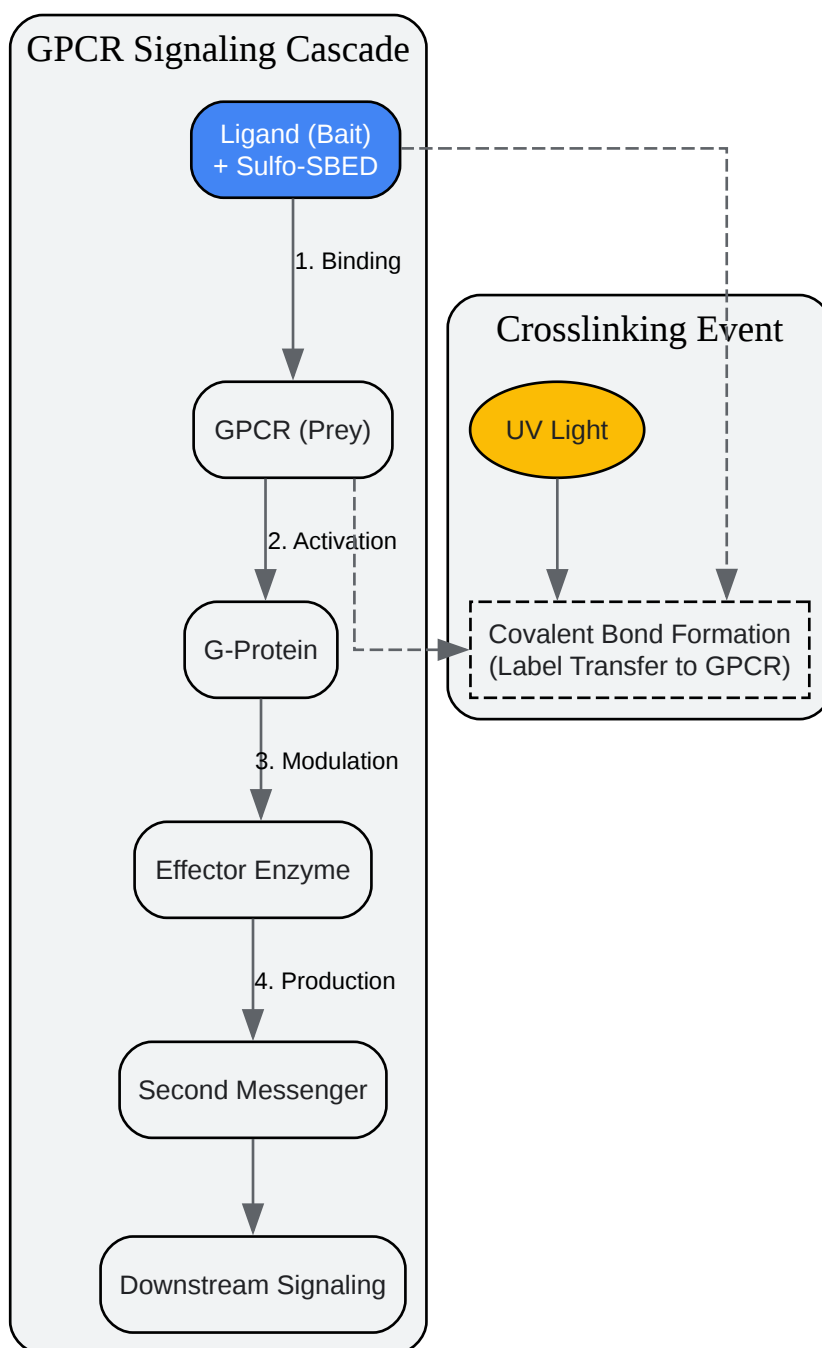 GPCR Signaling Cascade
Ligand (Bait)
+ Sulfo-SBED
1. Binding
Crosslinking Event
GPCR (Prey)
UV Light
2. Activation
G-Protein
Covalent Bond Formation
(Label Transfer to GPCR)
3. Modulation
Effector Enzyme
4. Production
Second Messenger
Downstream Signaling